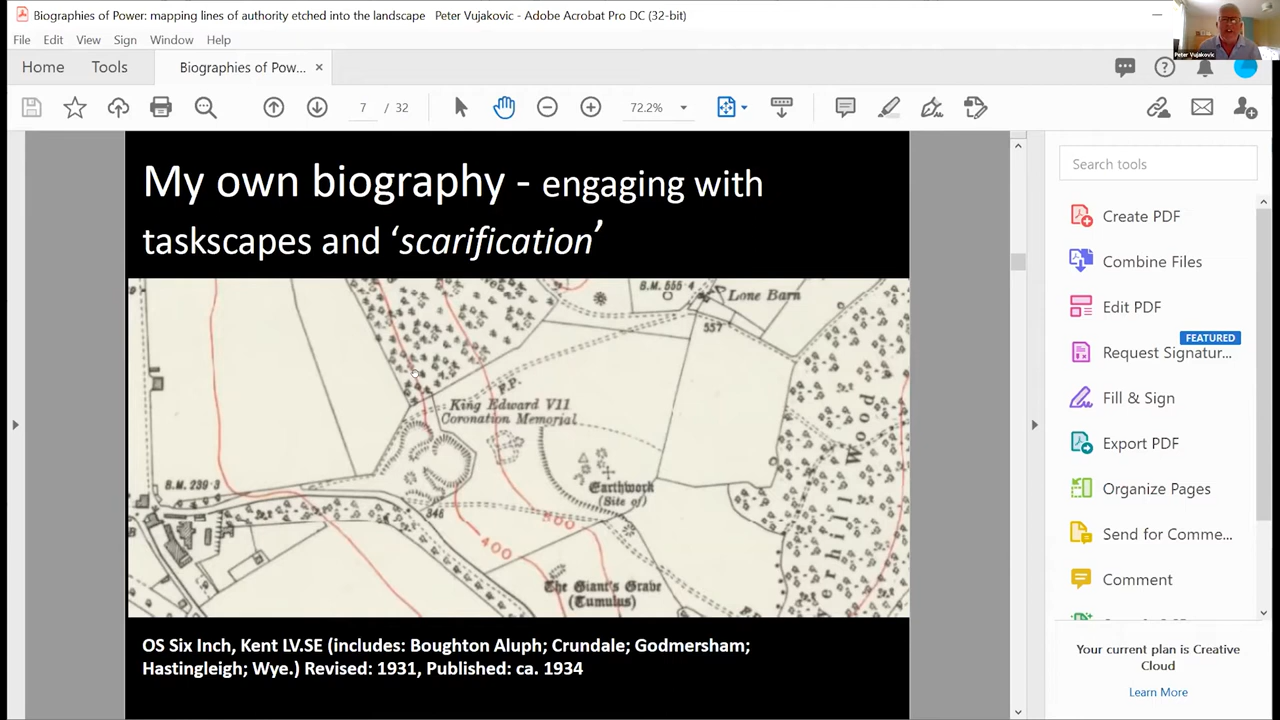 Biographies of Power: mapping lines of authority etched into the landscape Peter Vujakovic - Adobe Acrobat Pro DC (32-bit)
Peter Vujakovic
File Edit View Sign Window Help
Home Tools Biographies of Pow... ×
7 / 32 72.2%
My own biography - engaging with
taskscapes and ‘scarification’
B.M. 555·4
Lone Barn
557
F.P.
King Edward VII
Coronation Memorial
Wood
B.M. 239·3
Earthwork
(Site of)
346
500
400
The Giant's Grave
(Tumulus)
OS Six Inch, Kent LV.SE (includes: Boughton Aluph; Crundale; Godmersham;
Hastingleigh; Wye.) Revised: 1931, Published: ca. 1934
Search tools
Create PDF
Combine Files
Edit PDF
FEATURED
Request Signatur...
Fill & Sign
Export PDF
Organize Pages
Send for Comme...
Comment
Your current plan is Creative
Cloud
Learn More